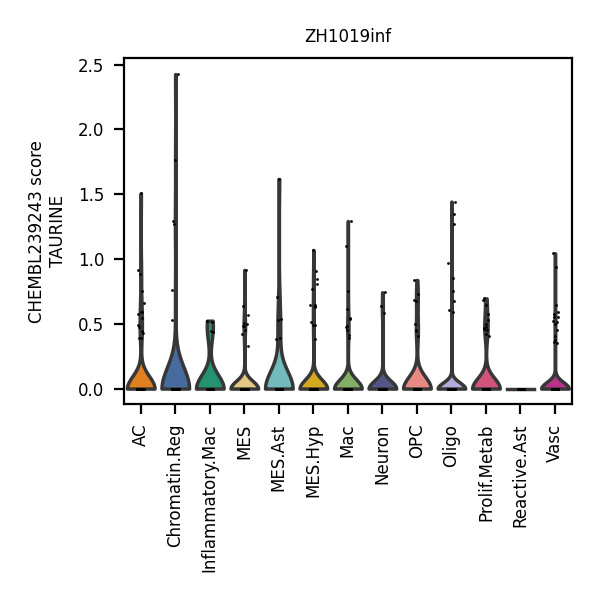 ZH1019inf
CHEMBL239243 score
TAURINE
2.5
2.0
1.5
1.0
0.5
0.0
AC
Chromatin.Reg
Inflammatory.Mac
MES
MES.Ast
MES.Hyp
Mac
Neuron
OPC
Oligo
Prolif.Metab
Reactive.Ast
Vasc